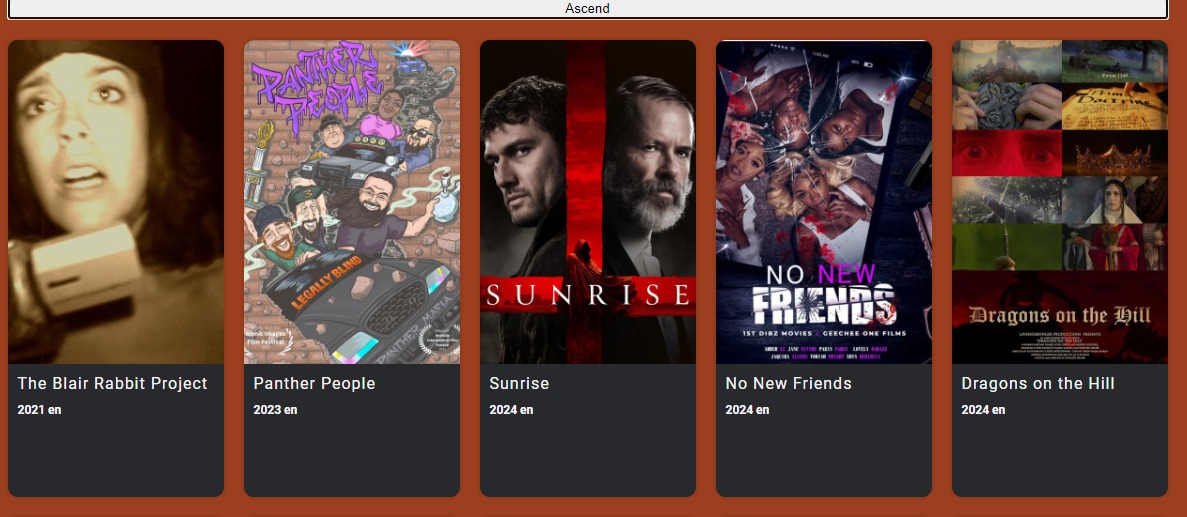 Ascend
PANTHER
PEOPLE
LEGALLY BLIND
Film Festival
SUNRISE
NO NEW
FRIENDS
1ST DIBZ MOVIES GEECHEE ONE FILMS
Dragons on the Hill
The Blair Rabbit Project
2021 en
Panther People
2023 en
Sunrise
2024 en
No New Friends
2024 en
Dragons on the Hill
2024 en